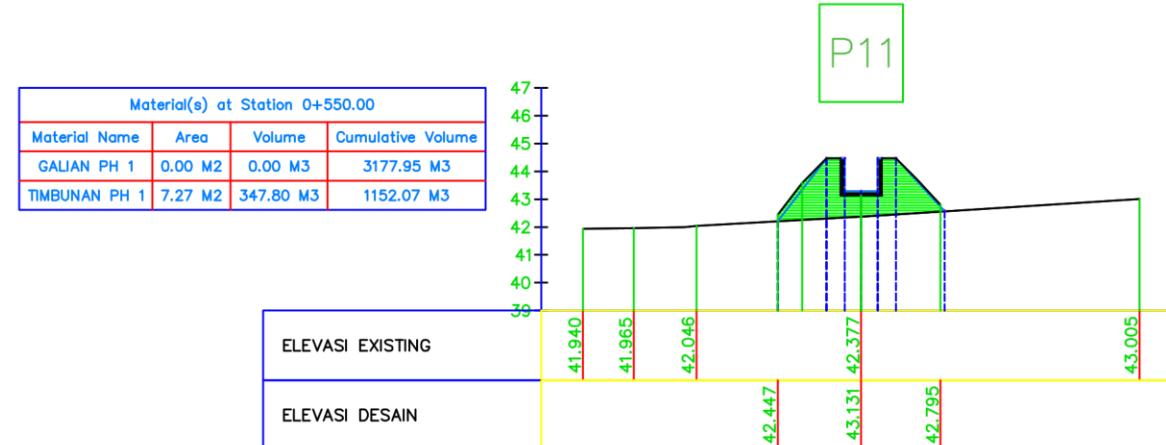 P11
Material(s) at Station 0+550.00
Material Name Area Volume Cumulative Volume
GALIAN PH 1 0.00 M2 0.00 M3 3177.95 M3
TIMBUNAN PH 1 7.27 M2 347.80 M3 1152.07 M3
47
46
45
44
43
42
41
40
39
ELEVASI EXISTING
41.940
41.965
42.046
42.377
43.005
ELEVASI DESAIN
42.447
43.131
42.795